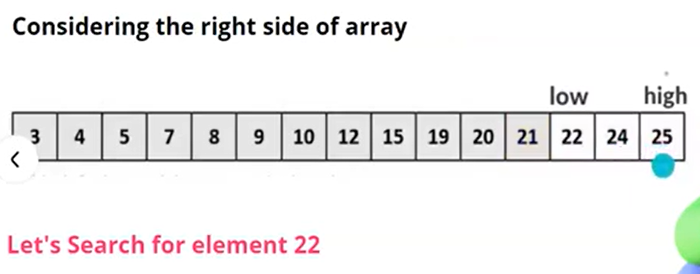 Considering the right side of array
low high
3 4 5 7 8 9 10 12 15 19 20 21 22 24 25
Let's Search for element 22